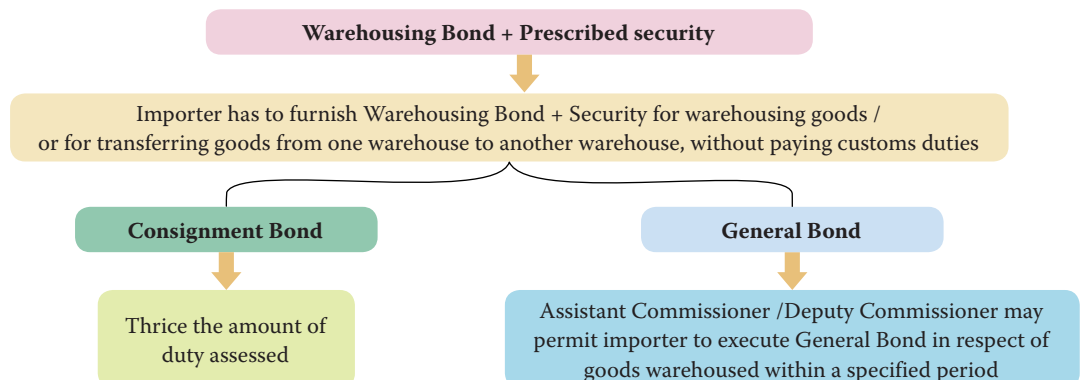 Warehousing Bond + Prescribed security
Importer has to furnish Warehousing Bond + Security for warehousing goods /
or for transferring goods from one warehouse to another warehouse, without paying customs duties
Consignment Bond
General Bond
Thrice the amount of
duty assessed
Assistant Commissioner /Deputy Commissioner may
permit importer to execute General Bond in respect of
goods warehoused within a specified period